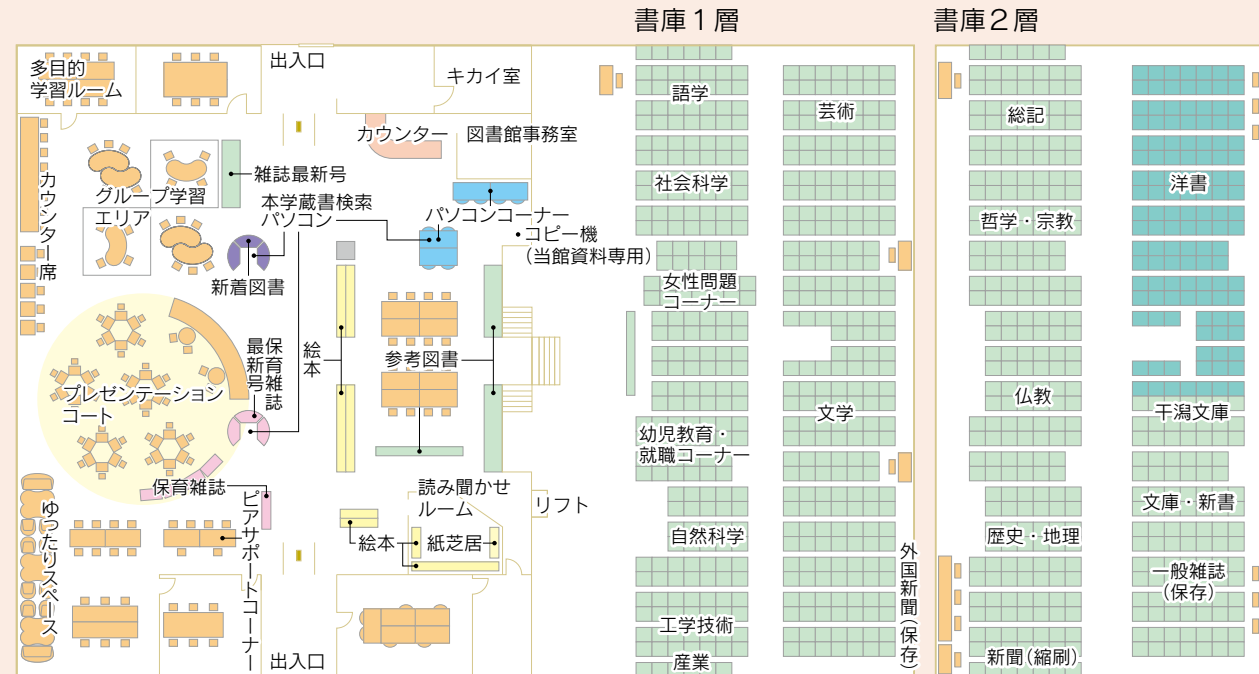 書庫1層
書庫2層
多目的
学習ルーム
出入口
キカイ室
カウンター
図書館事務室
雑誌最新号
カウンター席
グループ学習
エリア
本学蔵書検索
パソコン
パソコンコーナー
コピー機
(当館資料専用)
新着図書
保育雑誌
最新号
絵本
参考図書
プレゼンテーション
コート
保育雑誌
読み聞かせ
ルーム
リフト
ゆったりスペース
ピアサポートコーナー
絵本
紙芝居
出入口
語学
芸術
社会科学
女性問題
コーナー
文学
幼児教育・
就職コーナー
自然科学
工学技術
産業
外国新聞(保存)
総記
洋書
哲学・宗教
仏教
干潟文庫
文庫・新書
歴史・地理
一般雑誌
(保存)
新聞(縮刷)